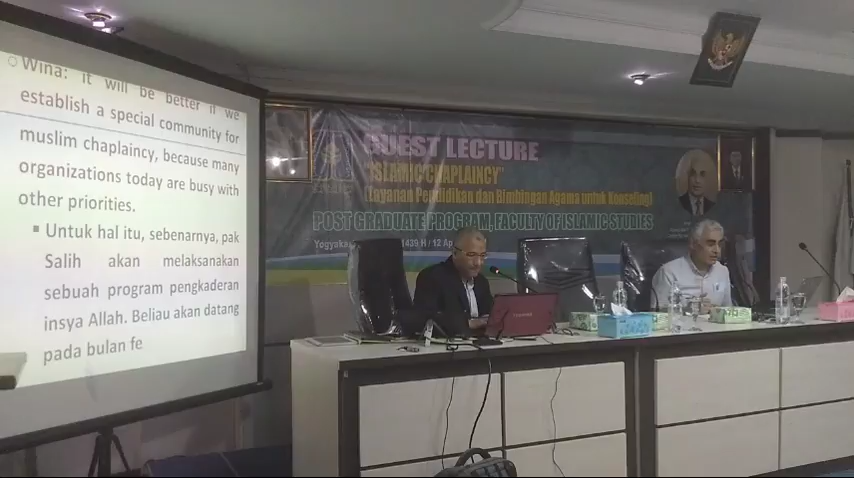 Wina: it will be better if we
establish a special community for
muslim chaplaincy, because many
organizations today are busy with
other priorities.
▪ Untuk hal itu, sebenarnya, pak
Salih akan melaksanakan
sebuah program pengkaderan
insya Allah. Beliau akan datang
pada bulan fe
GUEST LECTURE
"ISLAMIC CHAPLAINCY"
(Layanan Pendidikan dan Bimbingan Agama untuk Konseling)
POST GRADUATE PROGRAM, FACULTY OF ISLAMIC STUDIES
1439 H / 12 Ap